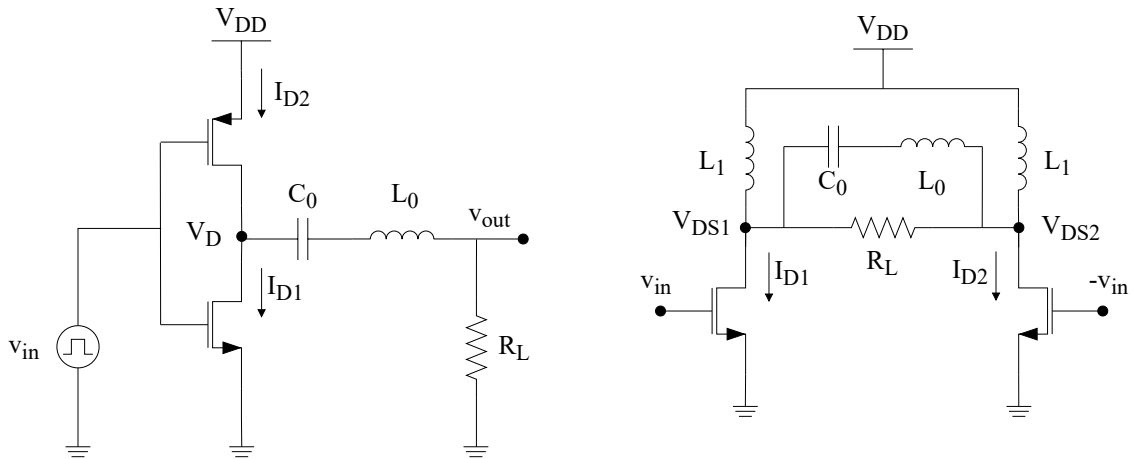 VDD
ID2
C0
L0
vout
VD
ID1
vin
RL
VDD
L1
C0
L0
L1
VDS1
VDS2
RL
vin
ID1
ID2
-vin